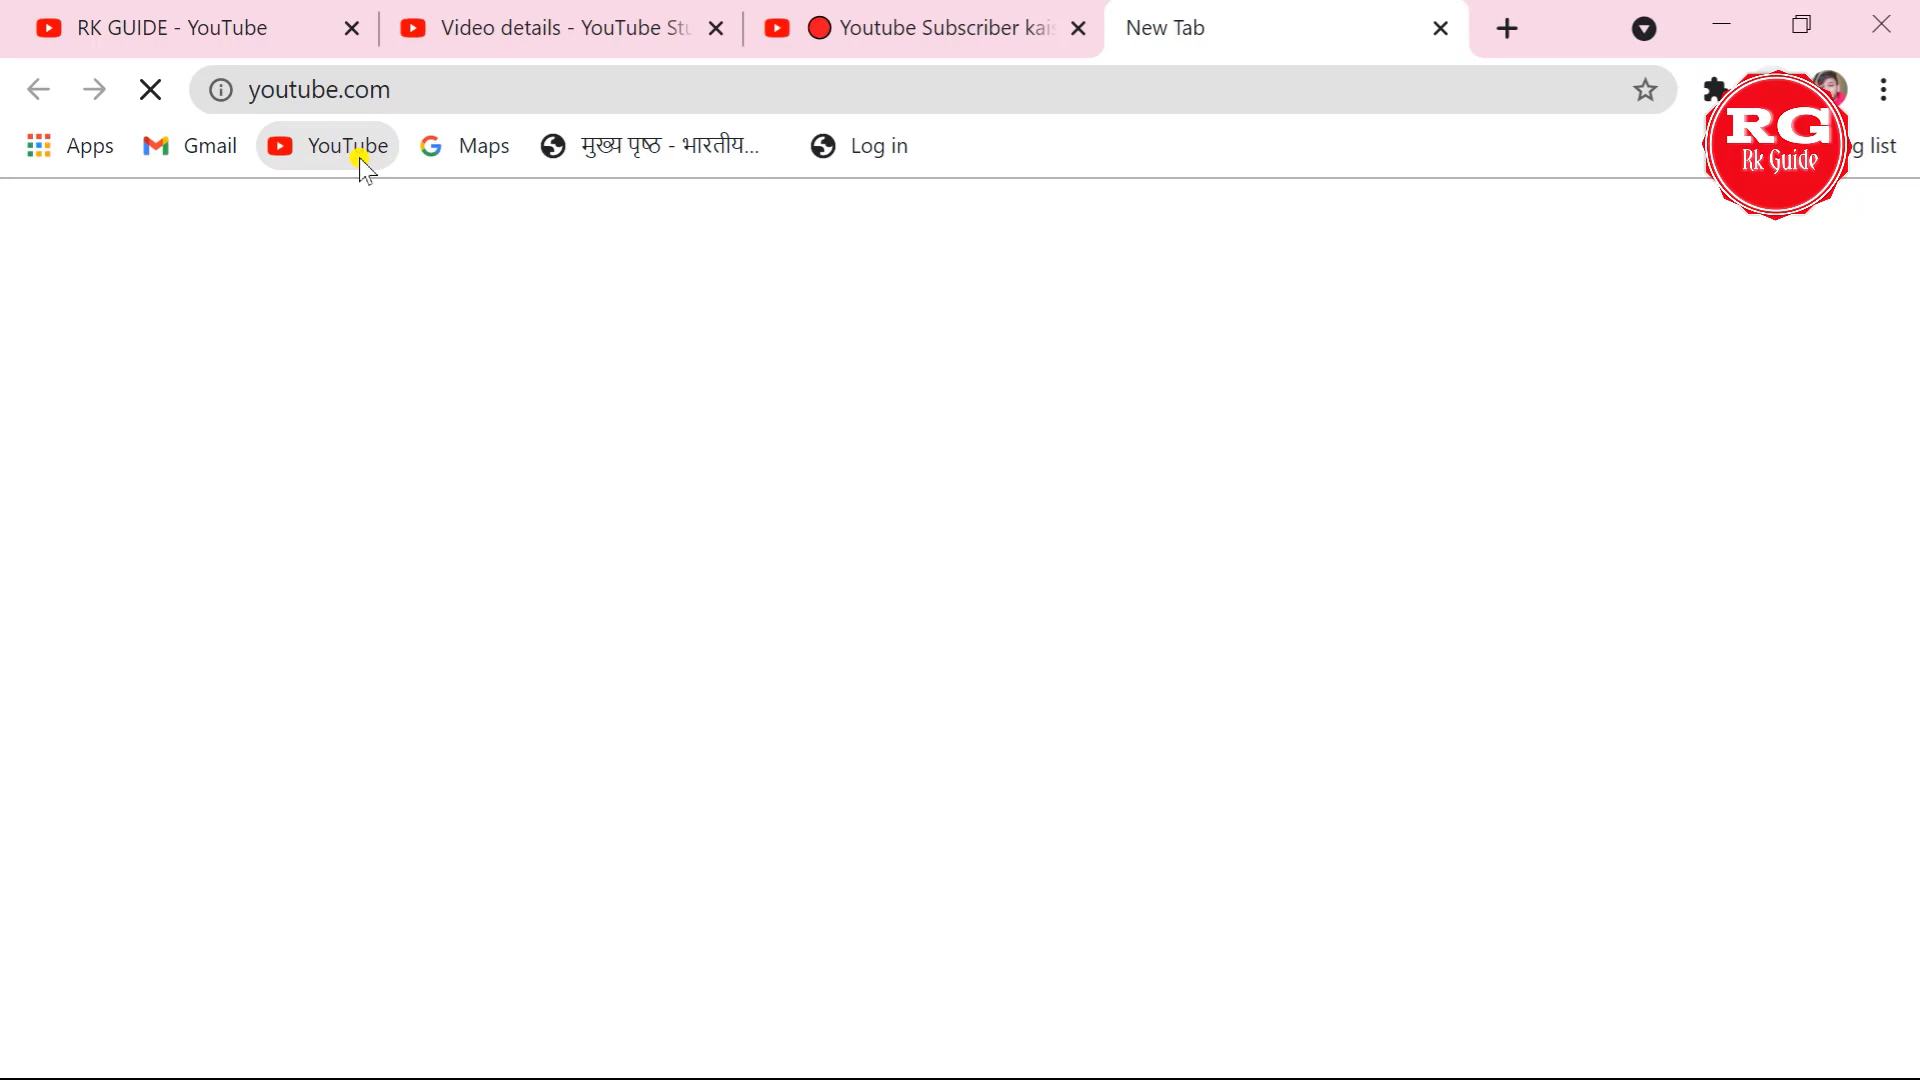 RK GUIDE - YouTube
Video details - YouTube Stu
Youtube Subscriber kais
New Tab
youtube.com
Apps
Gmail
YouTube
Maps
मुख्य पृष्ठ - भारतीय...
Log in
g list
RG
Rk Guide